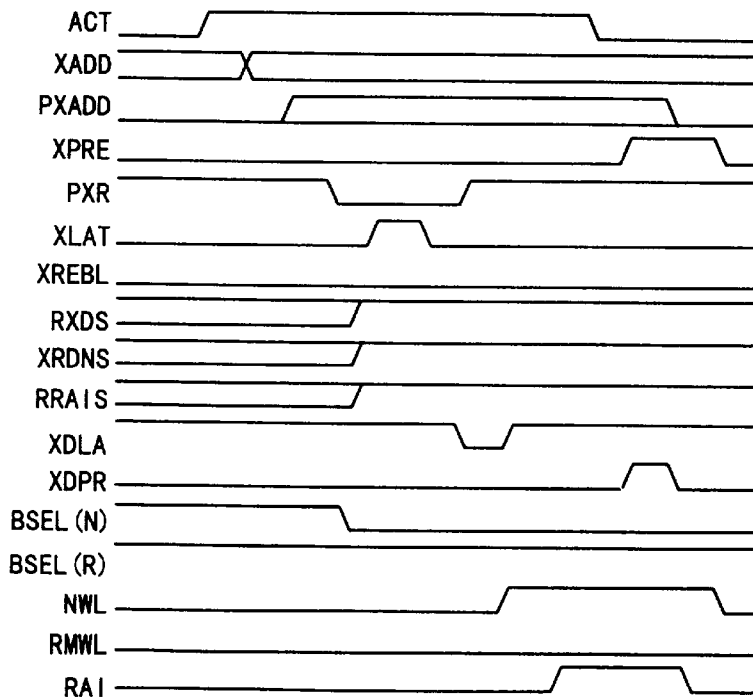 ACT
XADD
PXADD
XPRE
PXR
XLAT
XREBL
RXDS
XRDNS
RRAIS
XDLA
XDPR
BSEL(N)
BSEL(R)
NWL
RMWL
RAI